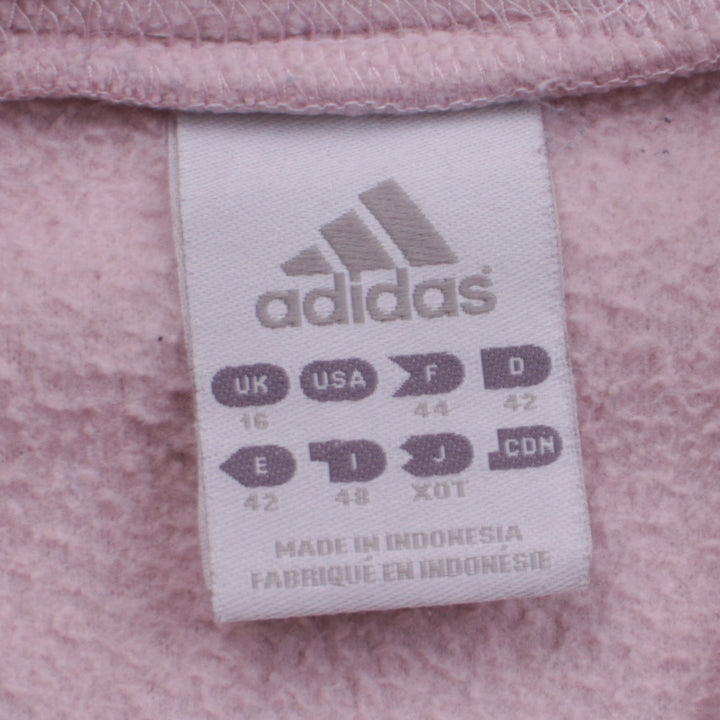 adidas
UK USA F D
16 44 42
E I J CDN
42 48 XOT
MADE IN INDONESIA
FABRIQUÉ EN INDONÉSIE